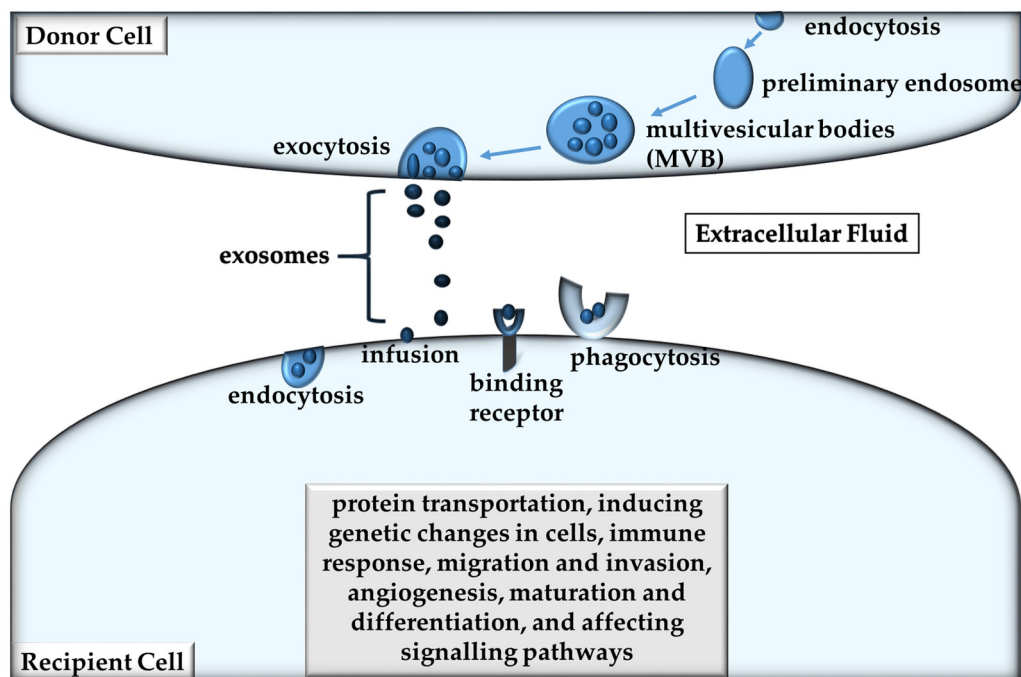 Donor Cell
endocytosis
preliminary endosome
multivesicular bodies
(MVB)
exocytosis
Extracellular Fluid
exosomes
infusion
phagocytosis
endocytosis
binding
receptor
protein transportation, inducing
genetic changes in cells, immune
response, migration and invasion,
angiogenesis, maturation and
differentiation, and affecting
signalling pathways
Recipient Cell